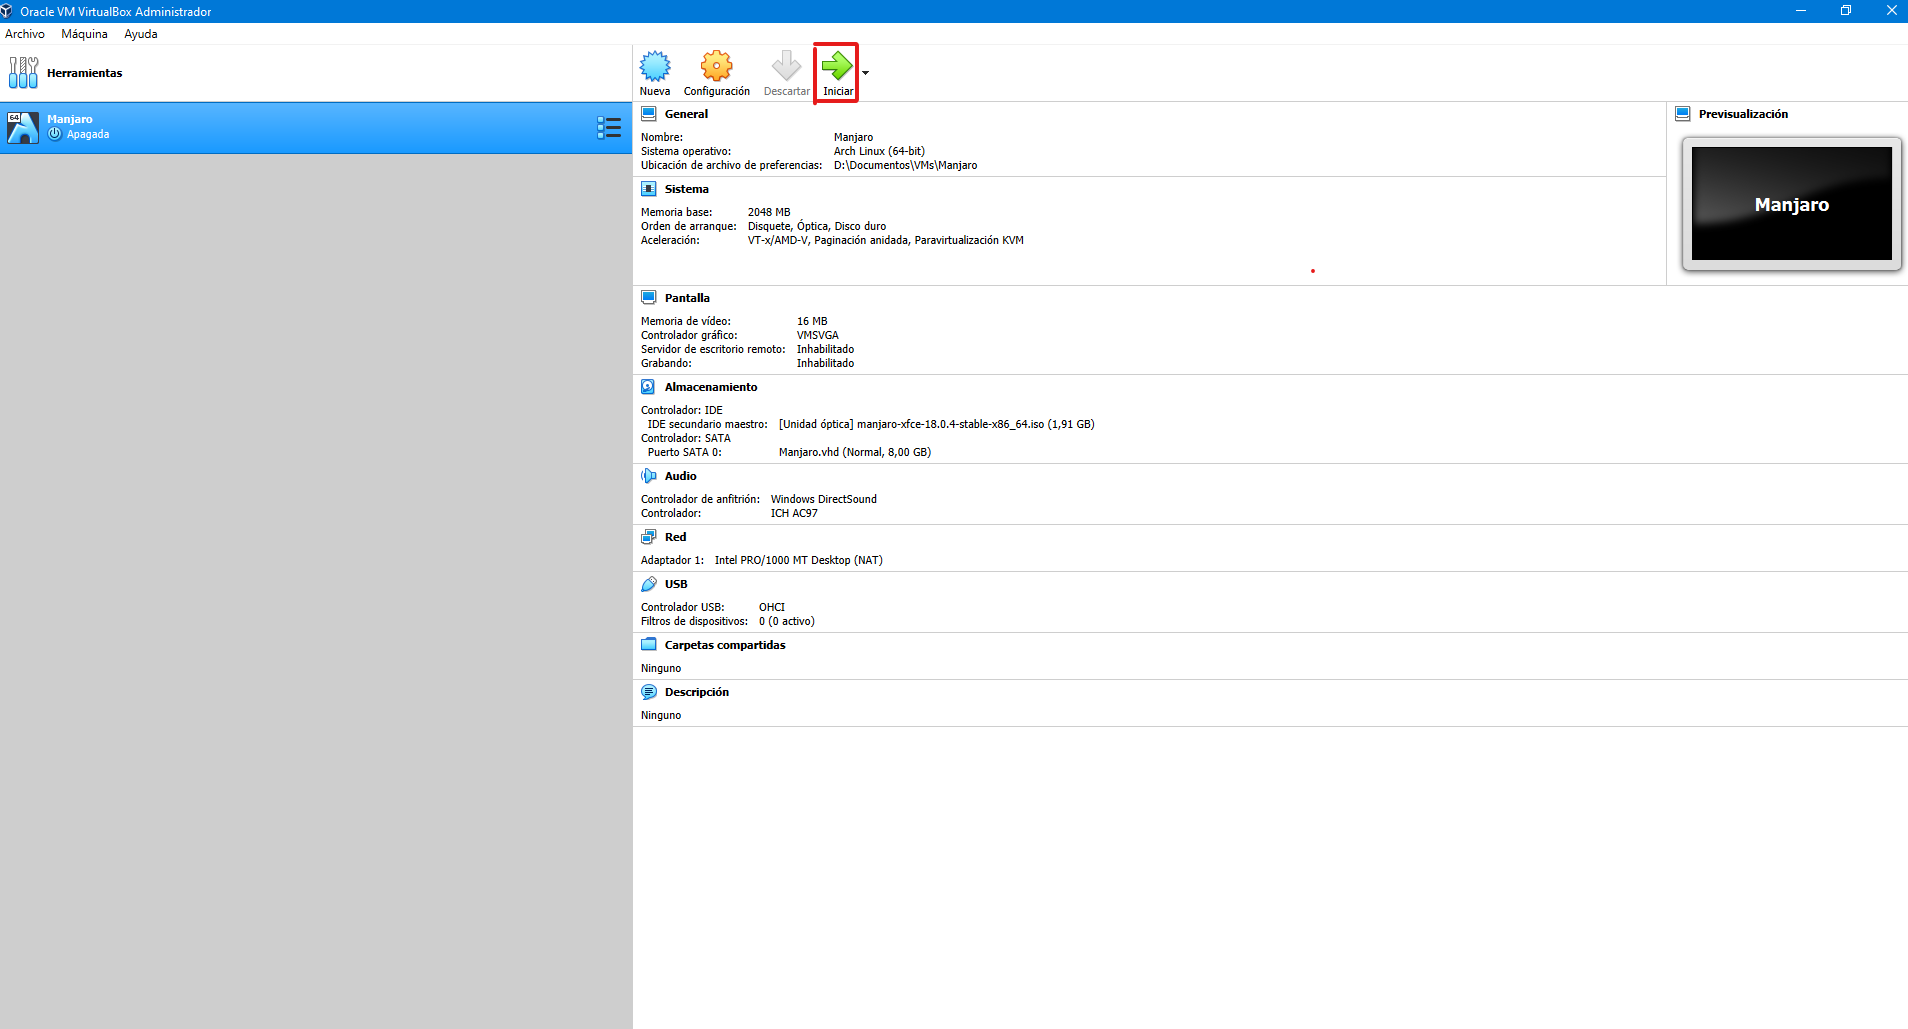 Oracle VM VirtualBox Administrador
Archivo Máquina Ayuda
Herramientas
Nueva Configuración Descartar Iniciar
64
Manjaro
Apagada
General
Nombre: Manjaro
Sistema operativo: Arch Linux (64-bit)
Ubicación de archivo de preferencias: D:\Documentos\VMs\Manjaro
Previsualización
Manjaro
Sistema
Memoria base: 2048 MB
Orden de arranque: Disquete, Óptica, Disco duro
Aceleración: VT-x/AMD-V, Paginación anidada, Paravirtualización KVM
Pantalla
Memoria de vídeo: 16 MB
Controlador gráfico: VMSVGA
Servidor de escritorio remoto: Inhabilitado
Grabando: Inhabilitado
Almacenamiento
Controlador: IDE
IDE secundario maestro: [Unidad óptica] manjaro-xfce-18.0.4-stable-x86_64.iso (1,91 GB)
Controlador: SATA
Puerto SATA 0: Manjaro.vhd (Normal, 8,00 GB)
Audio
Controlador de anfitrión: Windows DirectSound
Controlador: ICH AC97
Red
Adaptador 1: Intel PRO/1000 MT Desktop (NAT)
USB
Controlador USB: OHCI
Filtros de dispositivos: 0 (0 activo)
Carpetas compartidas
Ninguno
Descripción
Ninguno